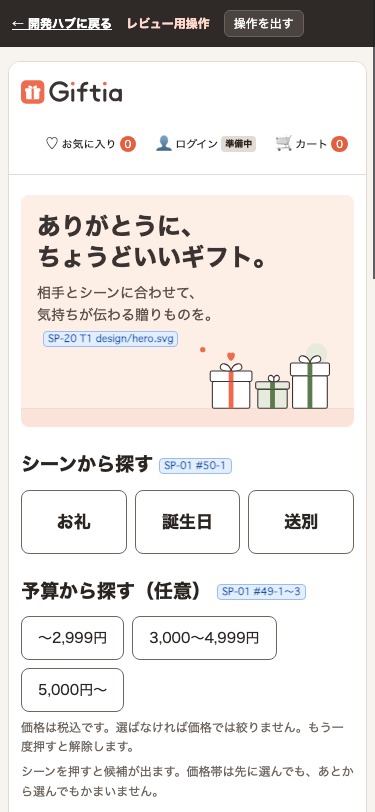 ← 開発ハブに戻る レビュー用操作 操作を出す
Giftia
♡ お気に入り 0 ログイン 準備中 カート 0
ありがとうに、
ちょうどいいギフト。
相手とシーンに合わせて、
気持ちが伝わる贈りものを。
SP-20 T1 design/hero.svg
シーンから探す SP-01 #50-1
お礼 誕生日 送別
予算から探す（任意） SP-01 #49-1〜3
〜2,999円 3,000〜4,999円
5,000円〜
価格は税込です。選ばなければ価格では絞りません。もう一
度押すと解除します。
シーンを押すと候補が出ます。価格帯は先に選んでも、あとか
ら選んでもかまいません。